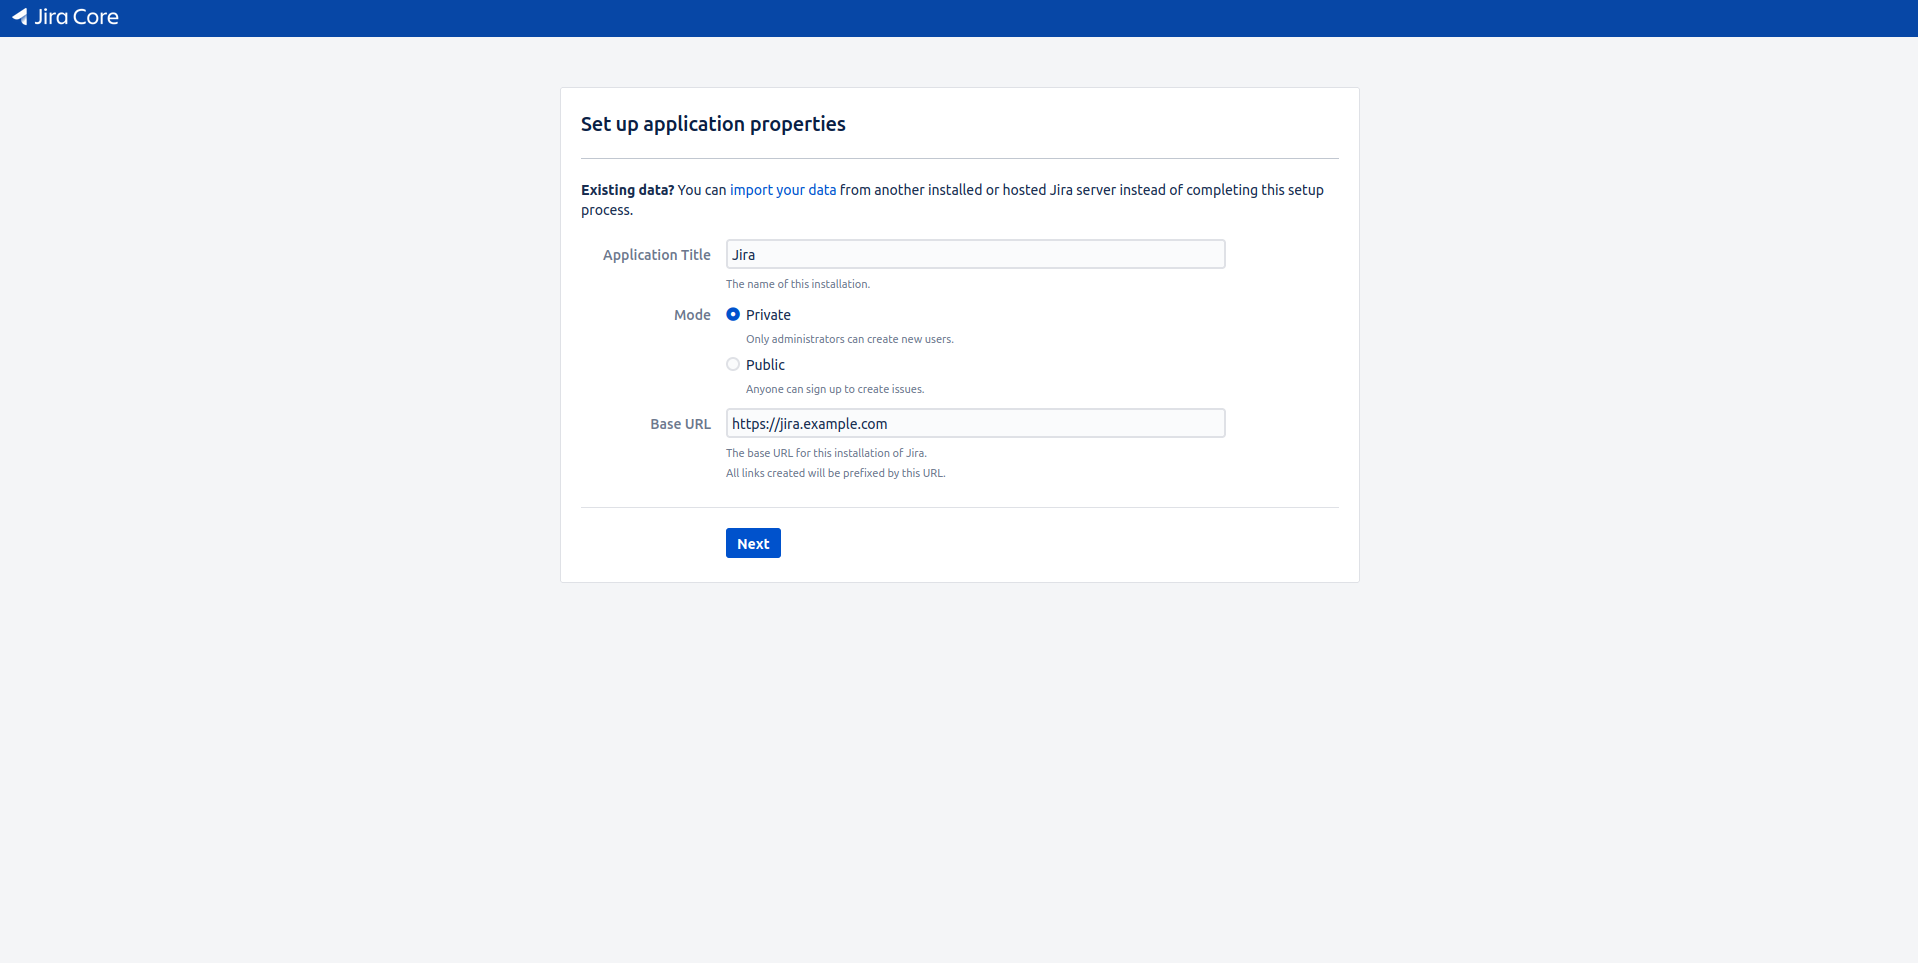 Jira Core
Set up application properties
Existing data? You can import your data from another installed or hosted Jira server instead of completing this setup
process.
Application Title Jira
The name of this installation.
Mode Private
Only administrators can create new users.
Public
Anyone can sign up to create issues.
Base URL https://jira.example.com
The base URL for this installation of Jira.
All links created will be prefixed by this URL.
Next